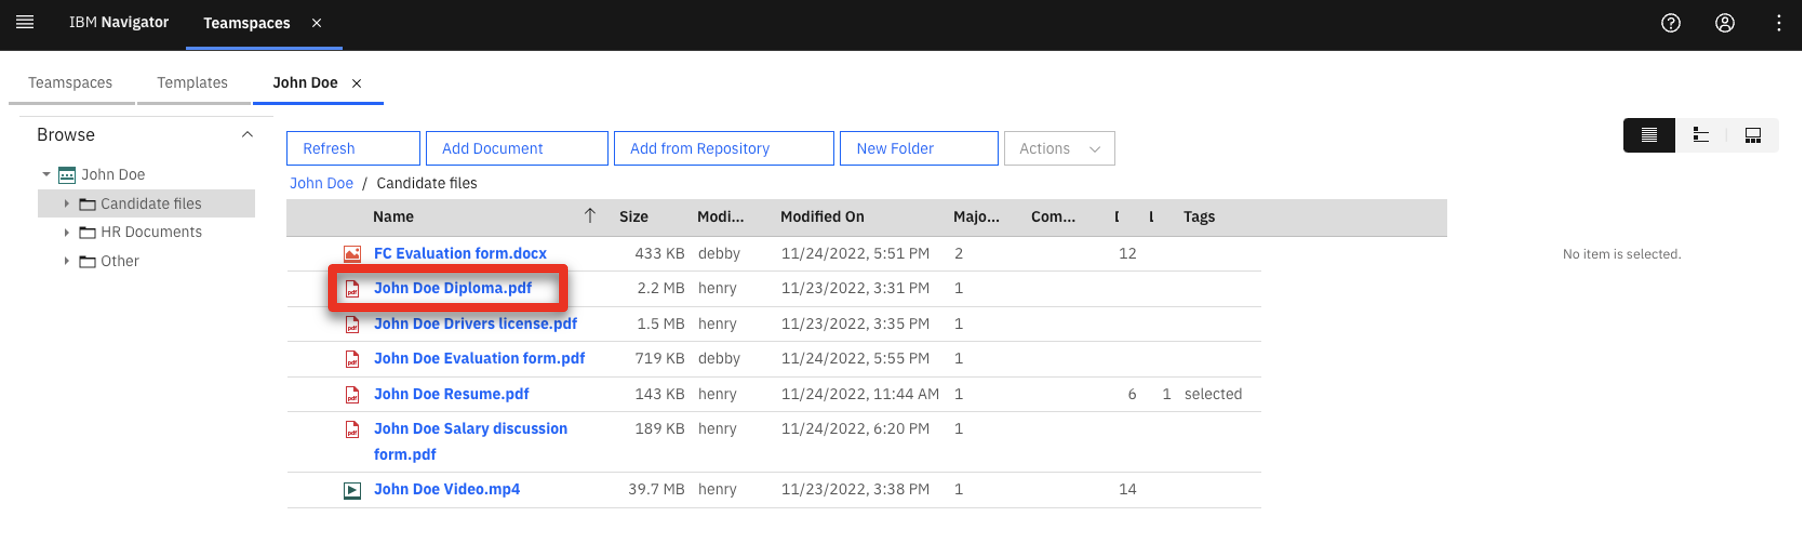 IBM Navigator Teamspaces
Teamspaces Templates John Doe
Browse
John Doe
Candidate files
HR Documents
Other
Refresh Add Document Add from Repository New Folder Actions
John Doe / Candidate files
Name Size Modi... Modified On Majo... Com... Tags
FC Evaluation form.docx 433 KB debby 11/24/2022, 5:51 PM 2 12
John Doe Diploma.pdf 2.2 MB henry 11/23/2022, 3:31 PM 1
John Doe Drivers license.pdf 1.5 MB henry 11/23/2022, 3:35 PM 1
John Doe Evaluation form.pdf 719 KB debby 11/24/2022, 5:55 PM 1
John Doe Resume.pdf 143 KB henry 11/24/2022, 11:44 AM 1 6 1 selected
John Doe Salary discussion 189 KB henry 11/24/2022, 6:20 PM 1
form.pdf
John Doe Video.mp4 39.7 MB henry 11/23/2022, 3:38 PM 1 14
No item is selected.